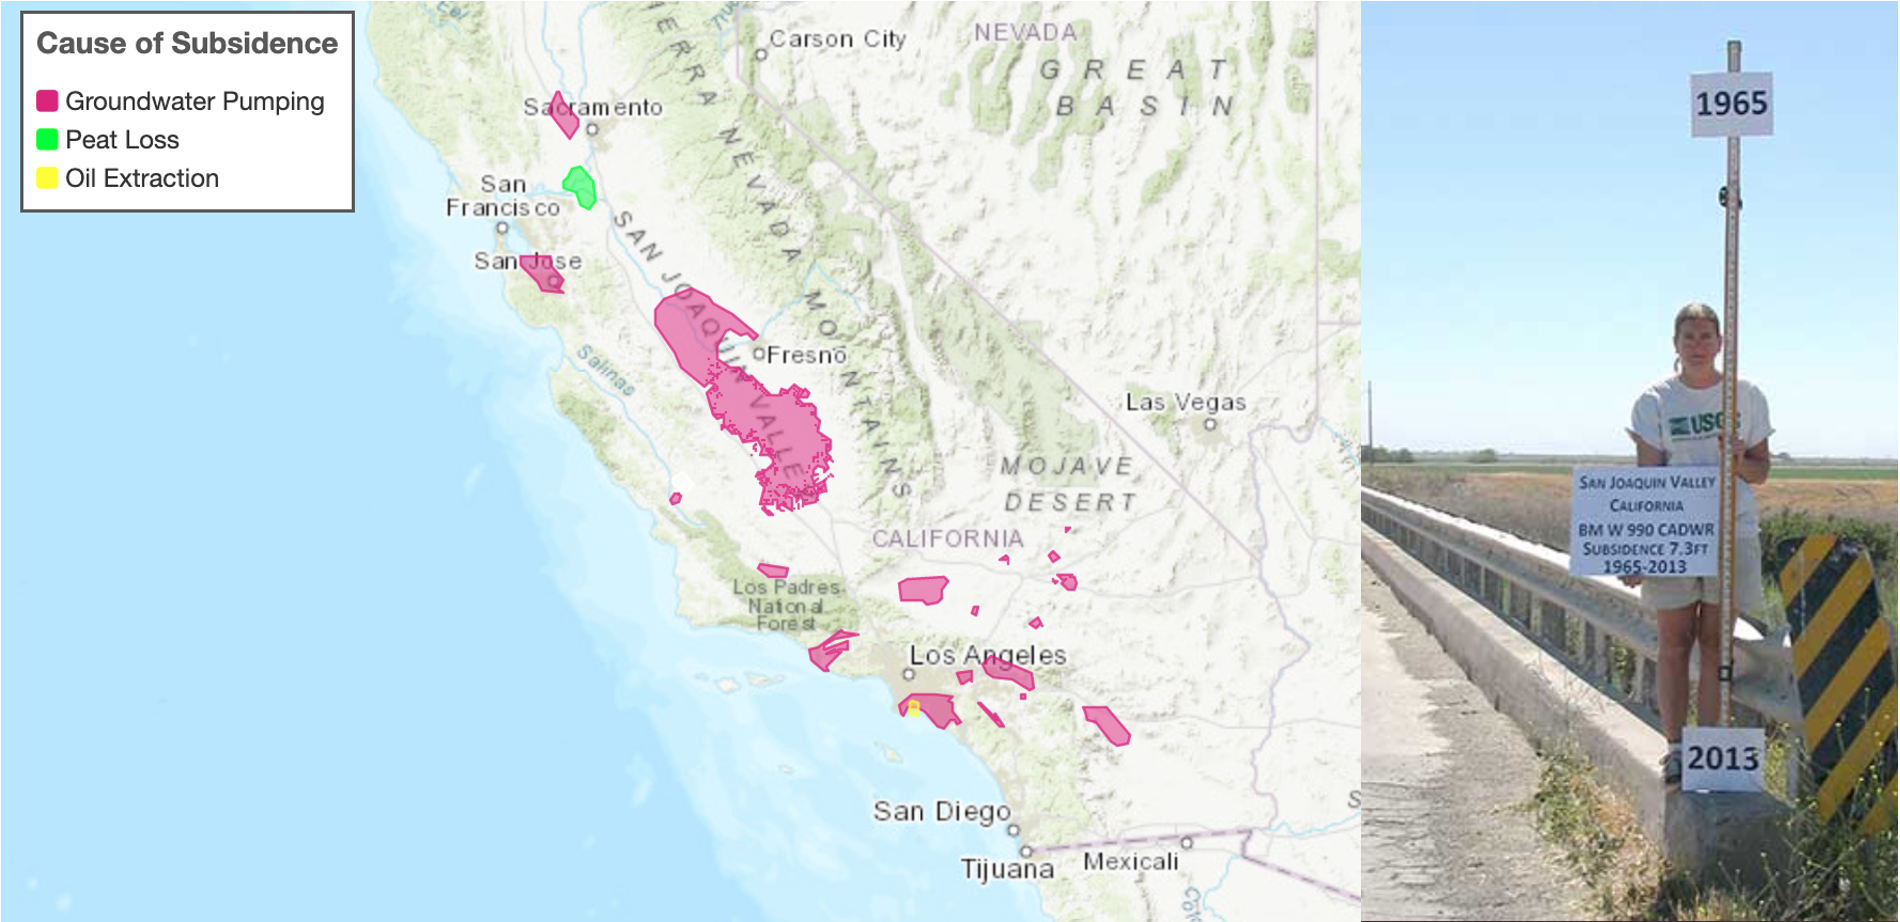 Cause of Subsidence
Groundwater Pumping
Peat Loss
Oil Extraction
Eel
Carson City
NEVADA
GREAT
BASIN
Sacramento
SIERRA NEVADA MOUNTAINS
San
Francisco
San Jose
SAN JOAQUIN VALLEY
Salinas
Fresno
Las Vegas
MOJAVE
DESERT
CALIFORNIA
Los Padres
National
Forest
Los Angeles
San Diego
Tijuana
Mexicali
1965
USGS
SAN JOAQUIN VALLEY
CALIFORNIA
BM W 990 CADWR
SUBSIDENCE 7.3FT
1965-2013
2013